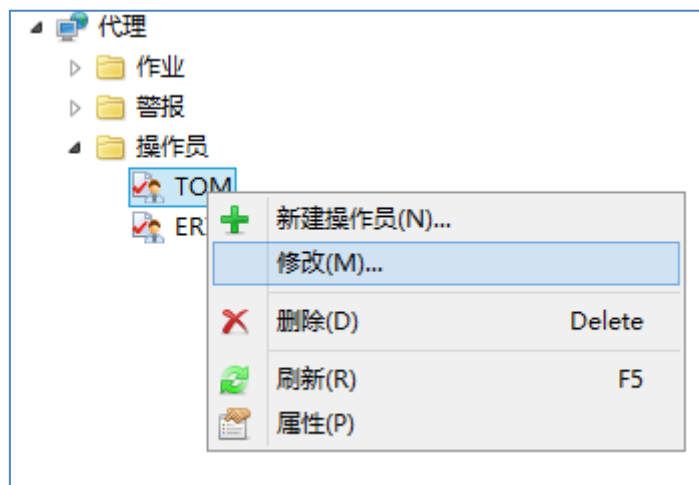 代理
作业
警报
操作员
TOM
新建操作员(N)...
修改(M)...
删除(D) Delete
刷新(R) F5
属性(P)